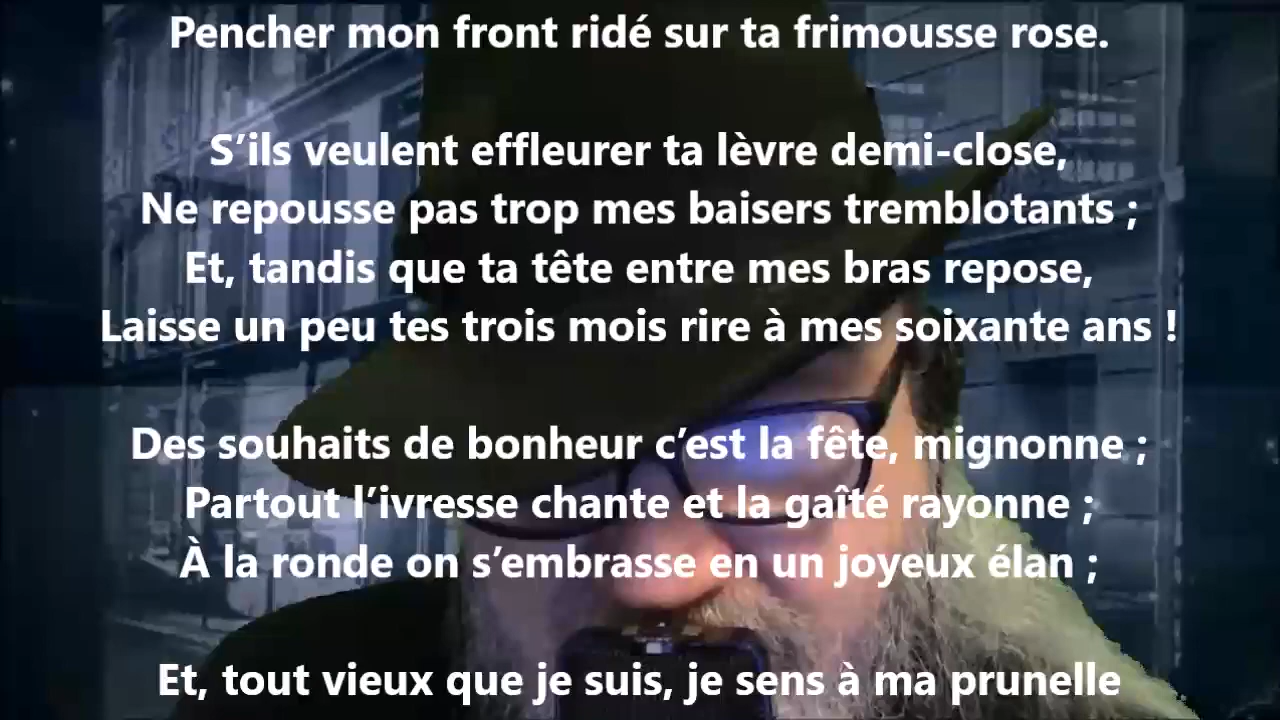 Pencher mon front ridé sur ta frimousse rose.
S’ils veulent effleurer ta lèvre demi-close,
Ne repousse pas trop mes baisers tremblotants ;
Et, tandis que ta tête entre mes bras repose,
Laisse un peu tes trois mois rire à mes soixante ans !
Des souhaits de bonheur c’est la fête, mignonne ;
Partout l’ivresse chante et la gaîté rayonne ;
À la ronde on s’embrasse en un joyeux élan ;
Et, tout vieux que je suis, je sens à ma prunelle